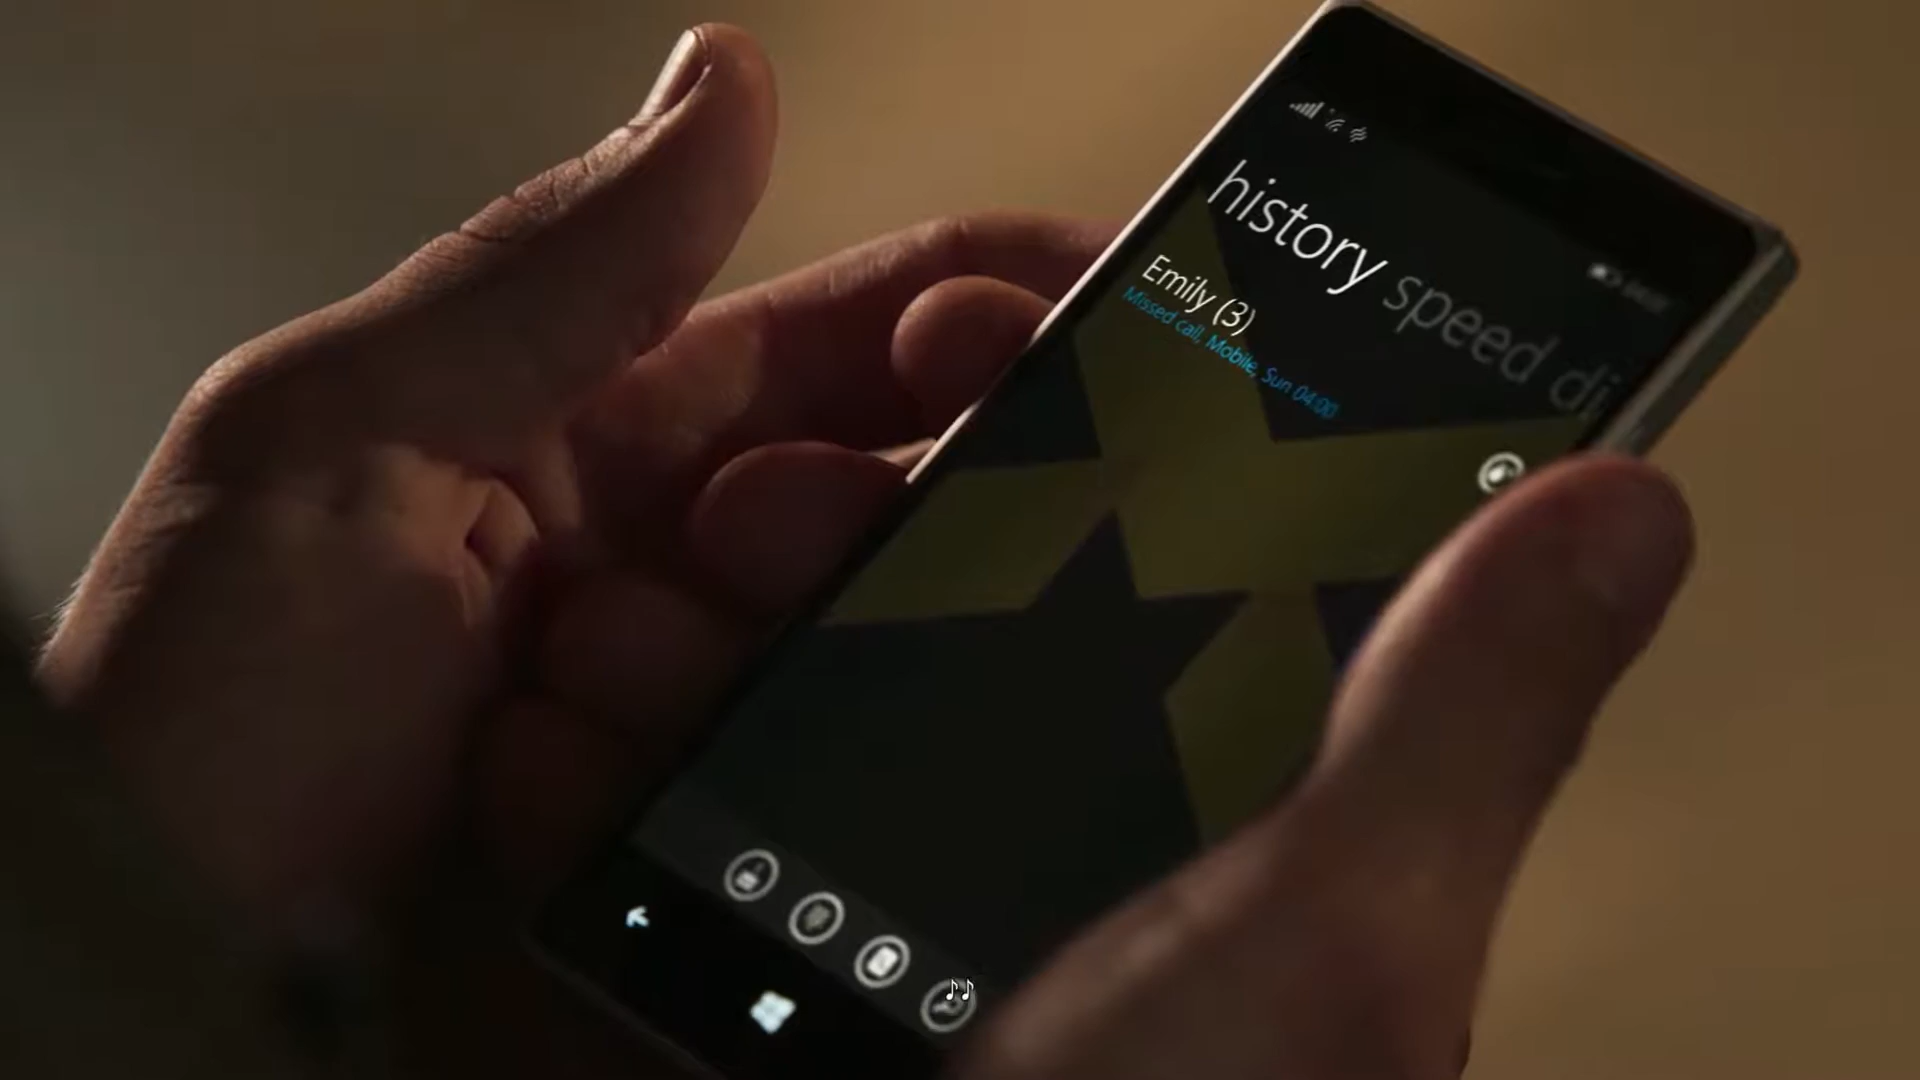 history speed di
Emily (3)
Missed call, Mobile, Sun 04:00
♪♪